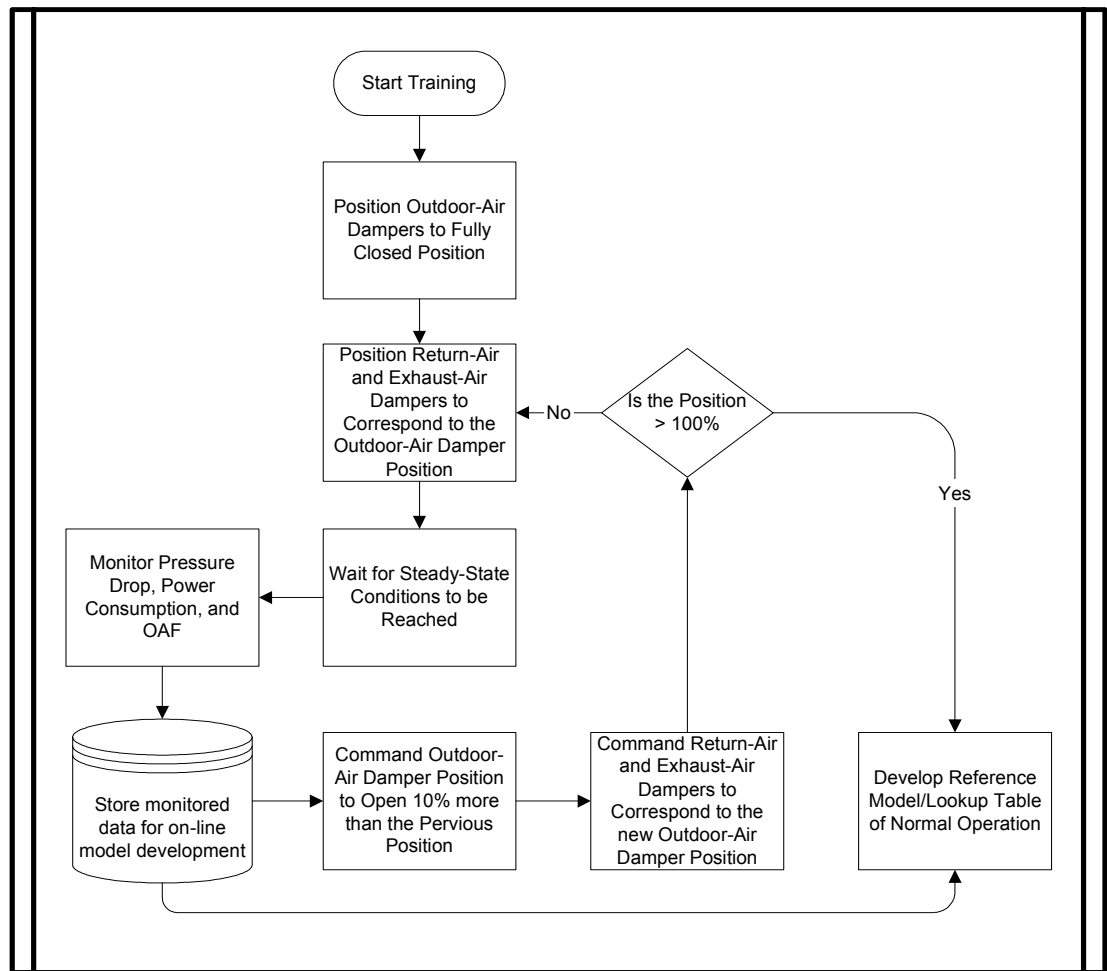 Start Training
Position Outdoor-Air
Dampers to Fully
Closed Position
Position Return-Air
and Exhaust-Air
Dampers to
Correspond to the
Outdoor-Air Damper
Position
No
Is the Position
> 100%
Yes
Wait for Steady-State
Conditions to be
Reached
Monitor Pressure
Drop, Power
Consumption, and
OAF
Store monitored
data for on-line
model development
Command Outdoor-
Air Damper Position
to Open 10% more
than the Pervious
Position
Command Return-Air
and Exhaust-Air
Dampers to
Correspond to the
new Outdoor-Air
Damper Position
Develop Reference
Model/Lookup Table
of Normal Operation